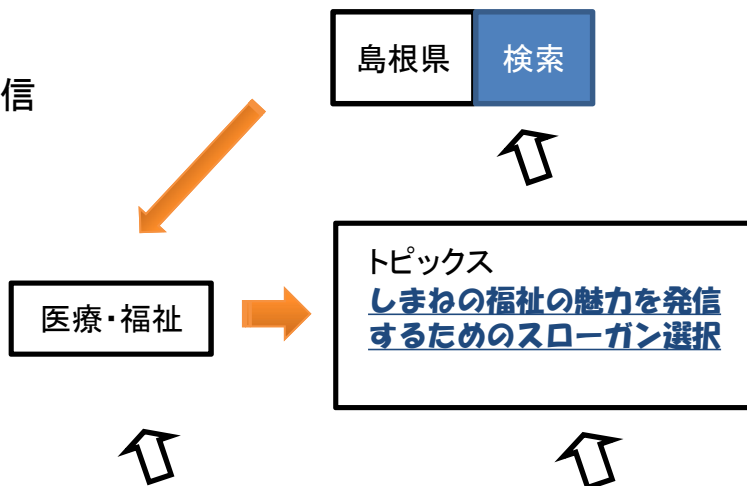 島根県 検索
信
医療・福祉
トピックス
しまねの福祉の魅力を発信
するためのスローガン選択